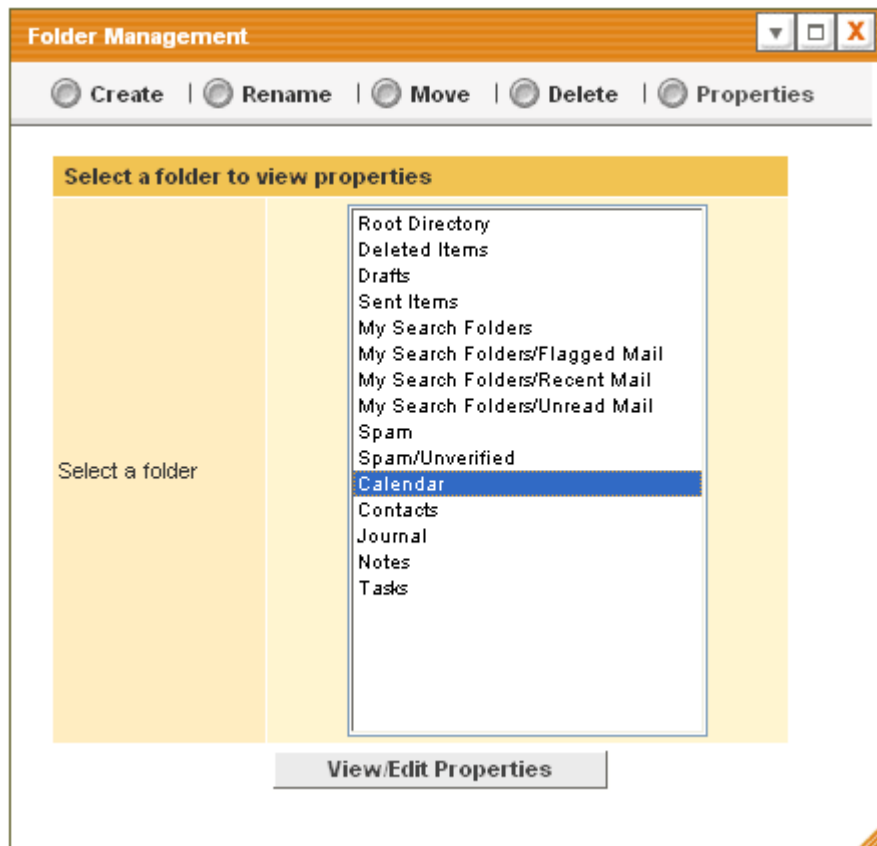 Folder Management
X
Create | Rename | Move | Delete | Properties
Select a folder to view properties
Select a folder
Root Directory
Deleted Items
Drafts
Sent Items
My Search Folders
My Search Folders/Flagged Mail
My Search Folders/Recent Mail
My Search Folders/Unread Mail
Spam
Spam/Unverified
Calendar
Contacts
Journal
Notes
Tasks
View/Edit Properties